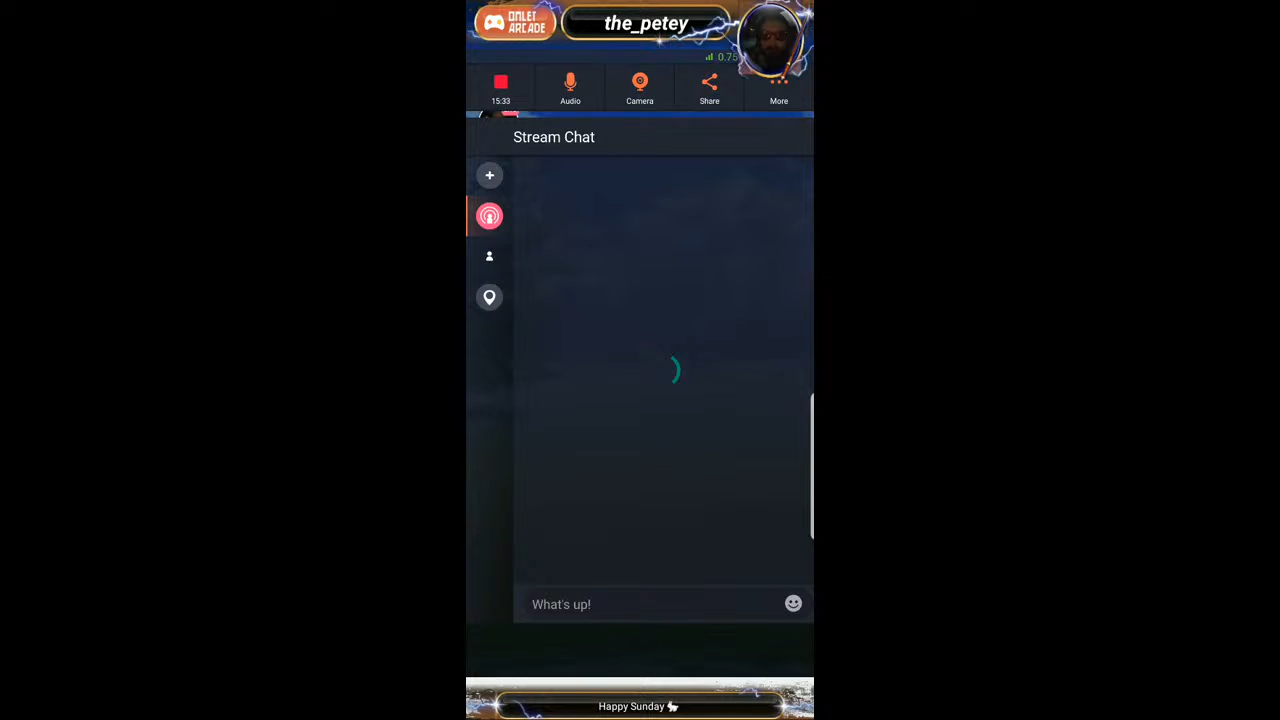 OMLET
ARCADE
the_petey
0.75
15:33
Audio
Camera
Share
More
Stream Chat
What's up!
Happy Sunday 🐩